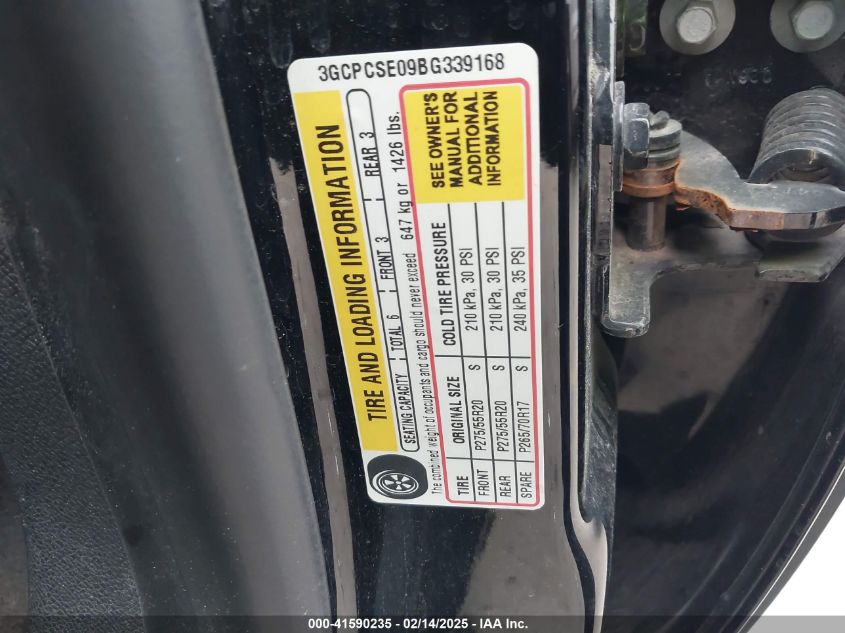 3GCPCSE09BG339168
TIRE AND LOADING INFORMATION
SEATING CAPACITY TOTAL 6 FRONT 3 REAR 3
The combined weight of occupants and cargo should never exceed 647 kg or 1426 lbs.
TIRE ORIGINAL SIZE COLD TIRE PRESSURE
FRONT P275/55R20 S 210 kPa, 30 PSI
REAR P275/55R20 S 210 kPa, 30 PSI
SPARE P265/70R17 S 240 kPa, 35 PSI
SEE OWNER'S
MANUAL FOR
ADDITIONAL
INFORMATION
000-41590235 - 02/14/2025 - IAAI.com